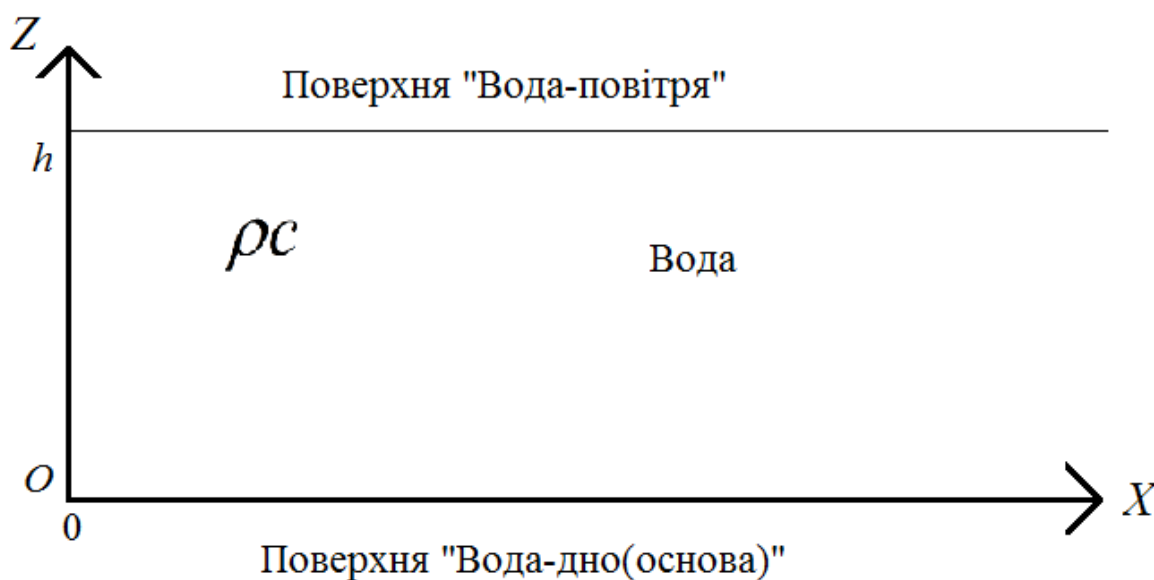 Z
Поверхня "Вода-повітря"
h
ρc
Вода
O
0
X
Поверхня "Вода-дно(основа)"